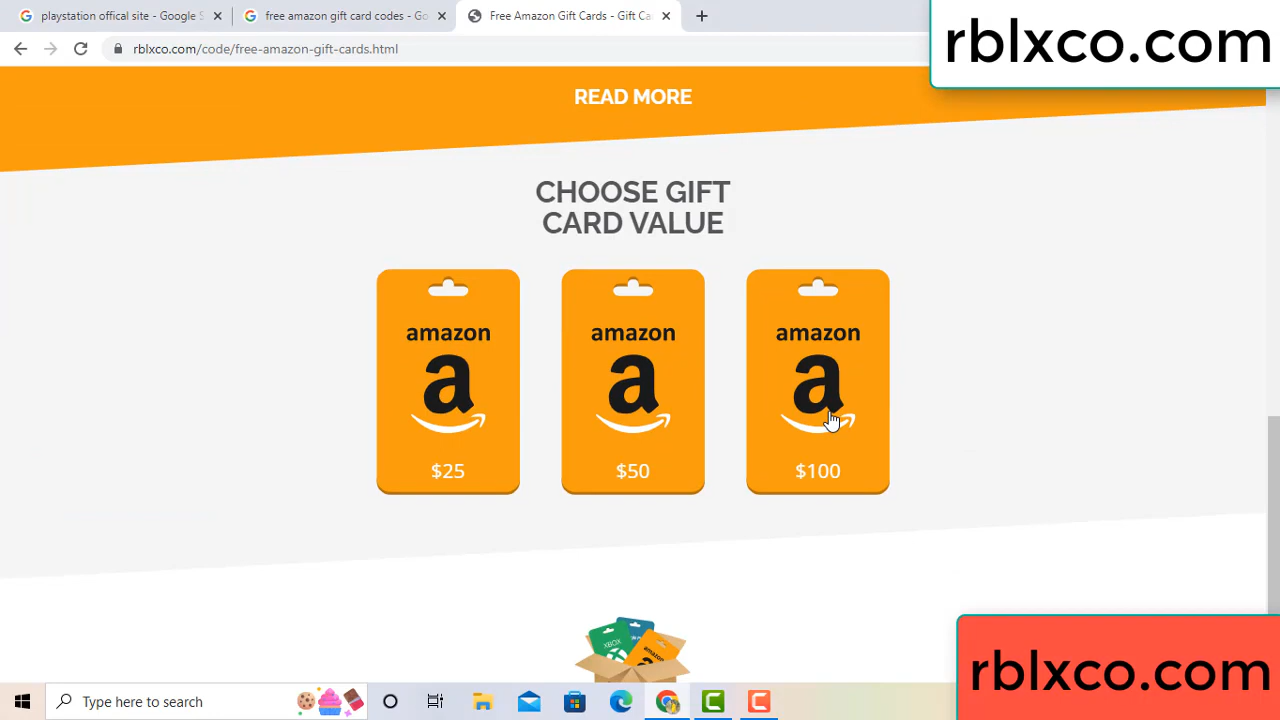 playstation offical site - Google S
free amazon gift card codes - Go
Free Amazon Gift Cards - Gift Ca
rblxco.com/code/free-amazon-gift-cards.html
rblxco.com
READ MORE
CHOOSE GIFT
CARD VALUE
amazon
a
$25
amazon
a
$50
amazon
a
$100
XBOX
amazon
rblxco.com
Type here to search